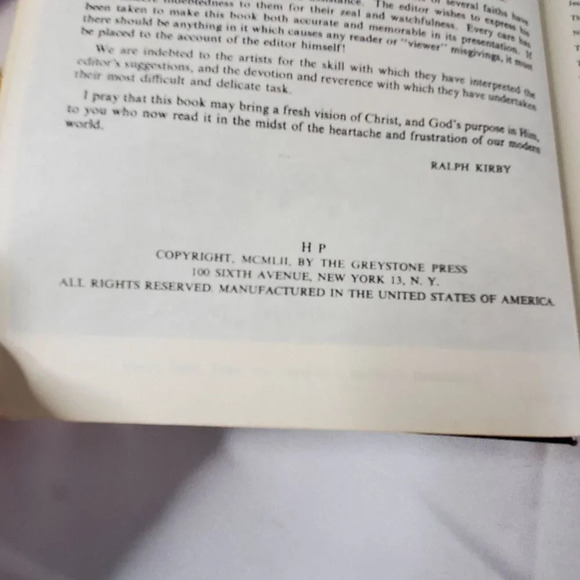 indebtedness to them for their zeal and watchfulness. The editor wishes to express his
been taken to make this book both accurate and memorable in its presentation. If
there should be anything in it which causes any reader or "viewer" misgivings, it must
be placed to the account of the editor himself!
We are indebted to the artists for the skill with which they have interpreted the
editor's suggestions, and the devotion and reverence with which they have undertaken
their most difficult and delicate task.
I pray that this book may bring a fresh vision of Christ, and God's purpose in Him,
to you who now read it in the midst of the heartache and frustration of our modern
world.
RALPH KIRBY
H P
COPYRIGHT, MCMLII, BY THE GREYSTONE PRESS
100 SIXTH AVENUE, NEW YORK 13, N. Y.
ALL RIGHTS RESERVED. MANUFACTURED IN THE UNITED STATES OF AMERICA.